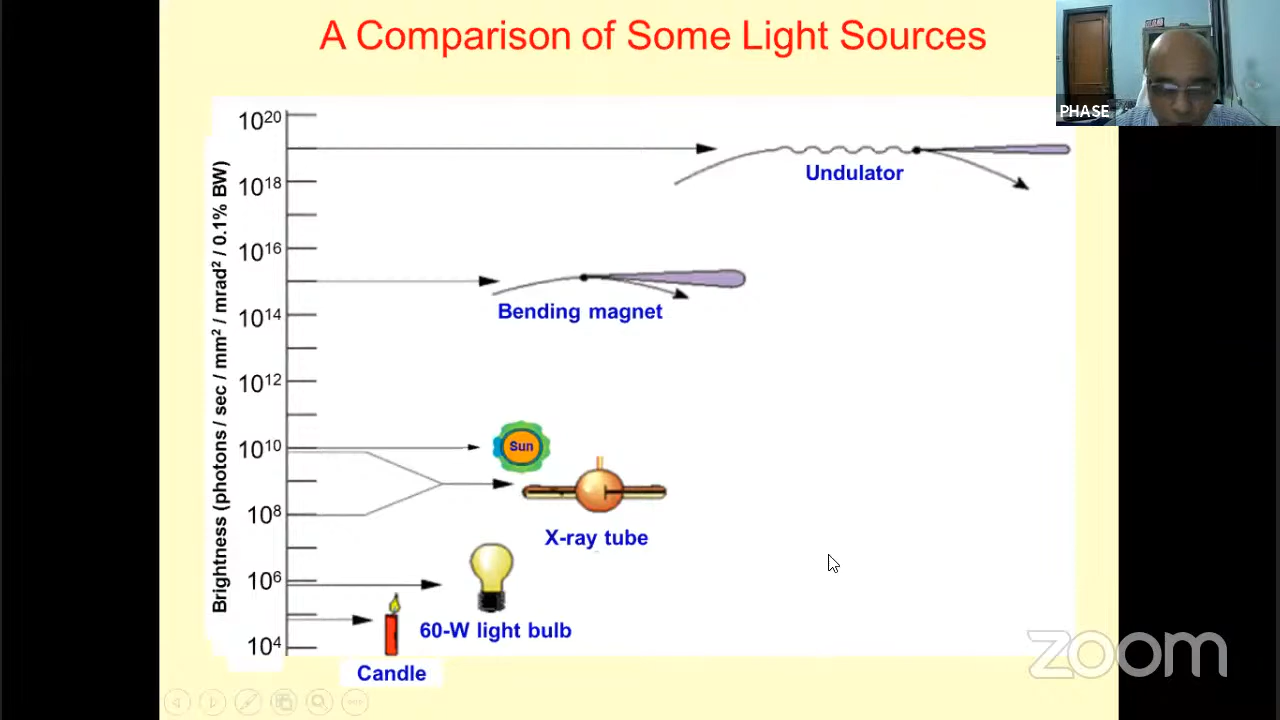 A Comparison of Some Light Sources
PHASE
Brightness (photons / sec / mm² / mrad² / 0.1% BW)
10²⁰
10¹⁸
10¹⁶
10¹⁴
10¹²
10¹⁰
10⁸
10⁶
10⁴
Undulator
Bending magnet
Sun
X-ray tube
60-W light bulb
Candle
zoom